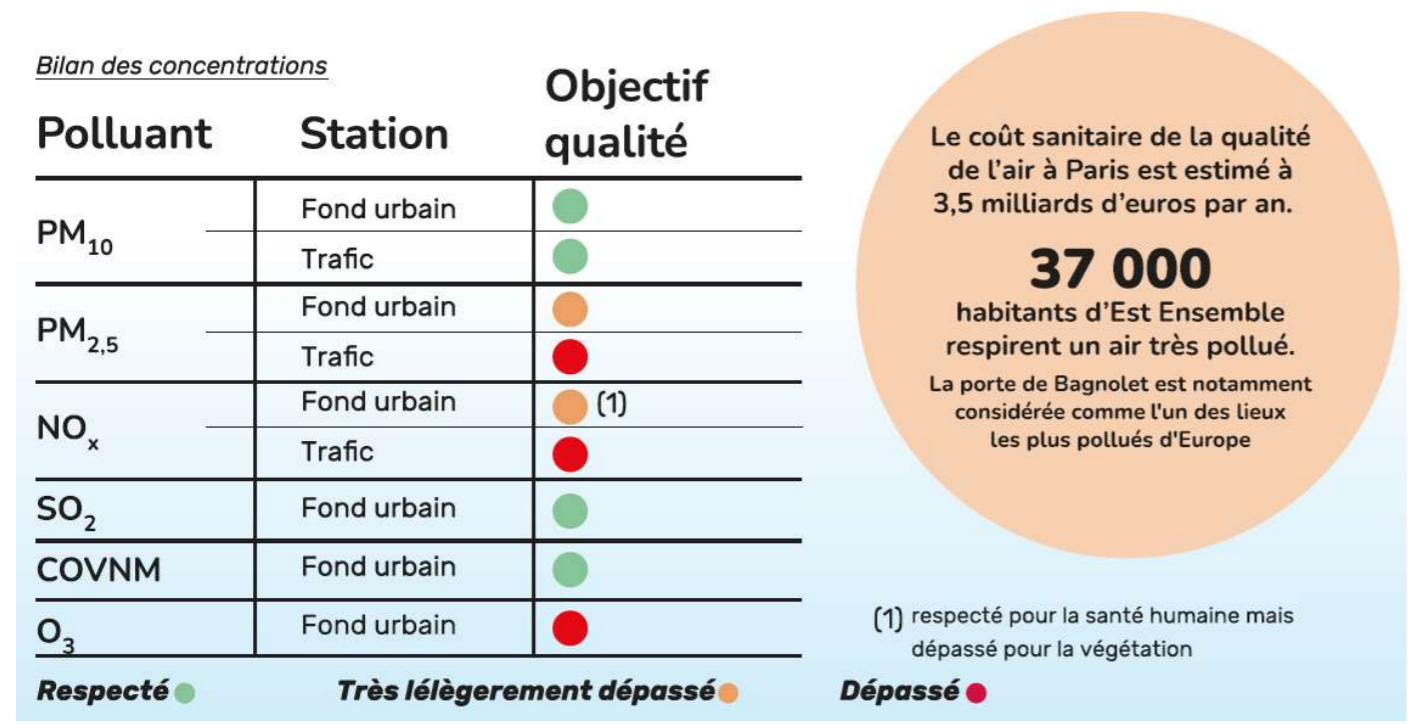 Bilan des concentrations
Polluant Station Objectif qualité
PM10 Fond urbain
Trafic
PM2,5 Fond urbain
Trafic
NOx Fond urbain (1)
Trafic
SO2 Fond urbain
COVNM Fond urbain
O3 Fond urbain
Respecté Très lélègerement dépassé Dépassé
Le coût sanitaire de la qualité
de l'air à Paris est estimé à
3,5 milliards d'euros par an.
37 000
habitants d'Est Ensemble
respirent un air très pollué.
La porte de Bagnolet est notamment
considérée comme l'un des lieux
les plus pollués d'Europe
(1) respecté pour la santé humaine mais
dépassé pour la végétation